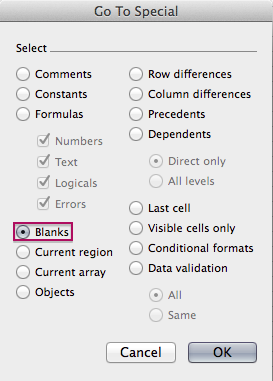 Go To Special
Select
Comments
Constants
Formulas
Numbers
Text
Logicals
Errors
Blanks
Current region
Current array
Objects
Row differences
Column differences
Precedents
Dependents
Direct only
All levels
Last cell
Visible cells only
Conditional formats
Data validation
All
Same
Cancel
OK